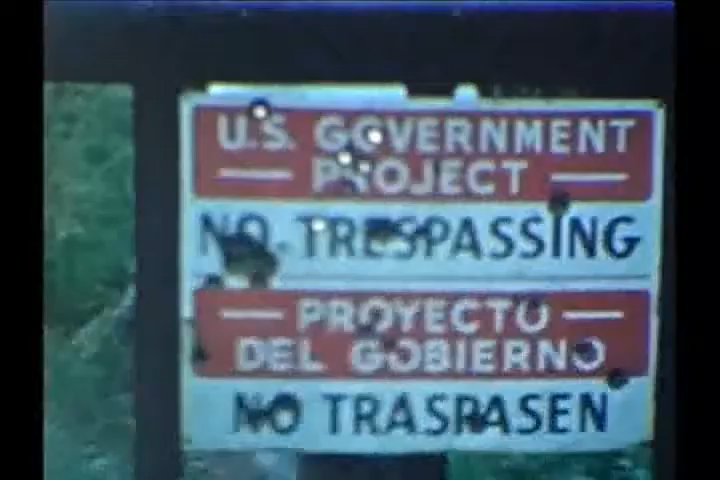 U.S. GOVERNMENT
— PROJECT —
NO TRESPASSING
— PROYECTO —
DEL GOBIERNO
NO TRASPASEN